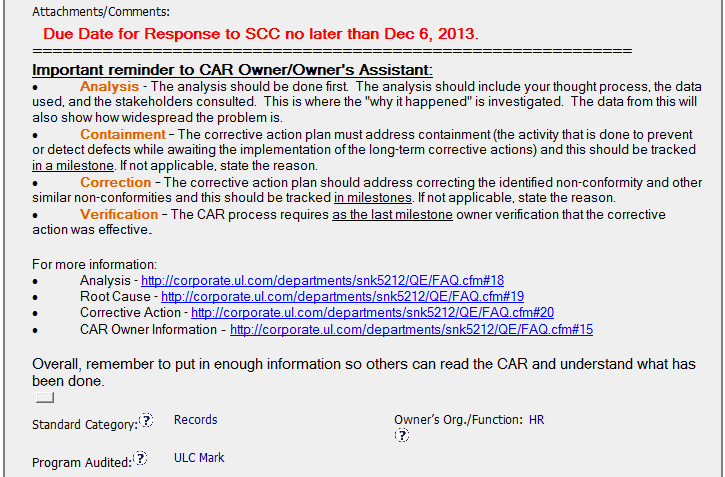 Attachments/Comments:
Due Date for Response to SCC no later than Dec 6, 2013.
==================================================================
Important reminder to CAR Owner/Owner's Assistant:
• Analysis - The analysis should be done first. The analysis should include your thought process, the data
used, and the stakeholders consulted. This is where the "why it happened" is investigated. The data from this will
also show how widespread the problem is.
• Containment – The corrective action plan must address containment (the activity that is done to prevent
or detect defects while awaiting the implementation of the long-term corrective actions) and this should be tracked
in a milestone. If not applicable, state the reason.
• Correction – The corrective action plan should address correcting the identified non-conformity and other
similar non-conformities and this should be tracked in milestones. If not applicable, state the reason.
• Verification – The CAR process requires as the last milestone owner verification that the corrective
action was effective.
For more information:
• Analysis - http://corporate.ul.com/departments/snk5212/QE/FAQ.cfm#18
• Root Cause - http://corporate.ul.com/departments/snk5212/QE/FAQ.cfm#19
• Corrective Action - http://corporate.ul.com/departments/snk5212/QE/FAQ.cfm#20
• CAR Owner Information – http://corporate.ul.com/departments/snk5212/QE/FAQ.cfm#15
Overall, remember to put in enough information so others can read the CAR and understand what has
been done.
Standard Category: ? Records Owner's Org./Function: HR
?
Program Audited: ? ULC Mark